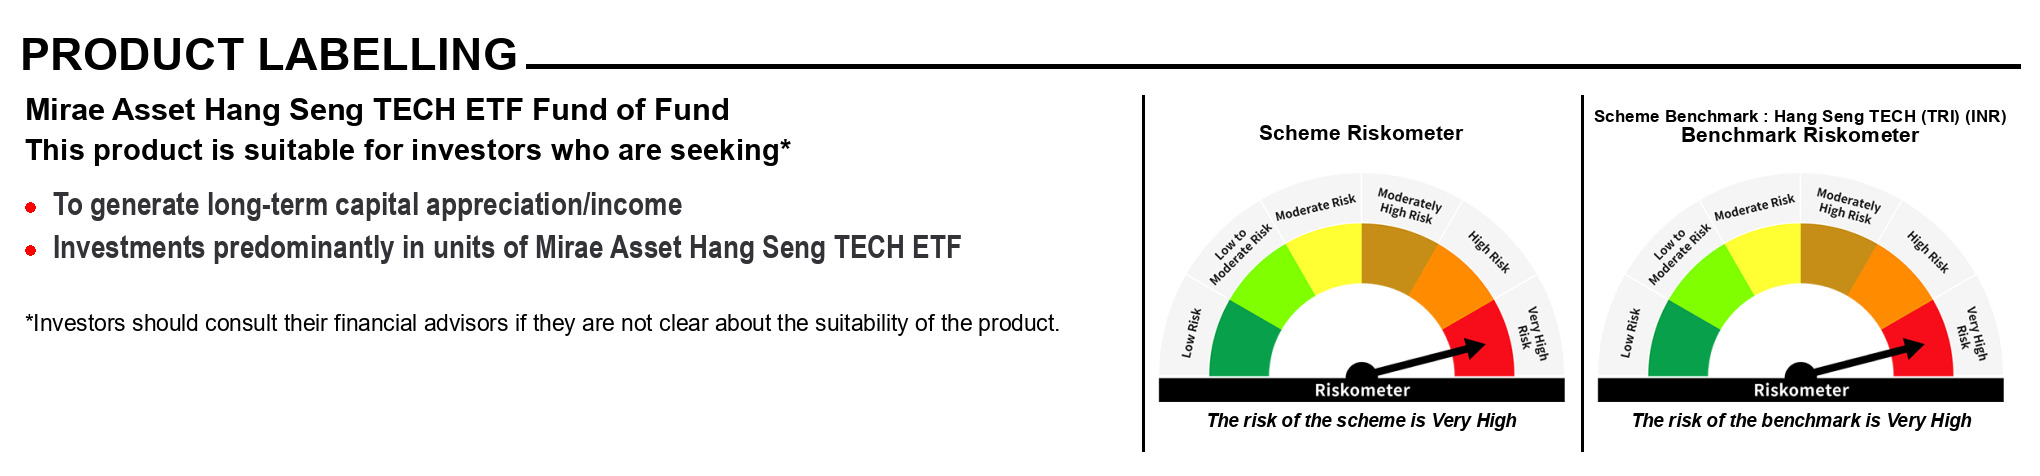 PRODUCT LABELLING
Mirae Asset Hang Seng TECH ETF Fund of Fund
This product is suitable for investors who are seeking*
• To generate long-term capital appreciation/income
• Investments predominantly in units of Mirae Asset Hang Seng TECH ETF
*Investors should consult their financial advisors if they are not clear about the suitability of the product.
Scheme Riskometer
Low Risk
Low to
Moderate Risk
Moderate Risk
Moderately
High Risk
High Risk
Very High
Risk
Riskometer
The risk of the scheme is Very High
Scheme Benchmark : Hang Seng TECH (TRI) (INR)
Benchmark Riskometer
Low Risk
Low to
Moderate Risk
Moderate Risk
Moderately
High Risk
High Risk
Very High
Risk
Riskometer
The risk of the benchmark is Very High